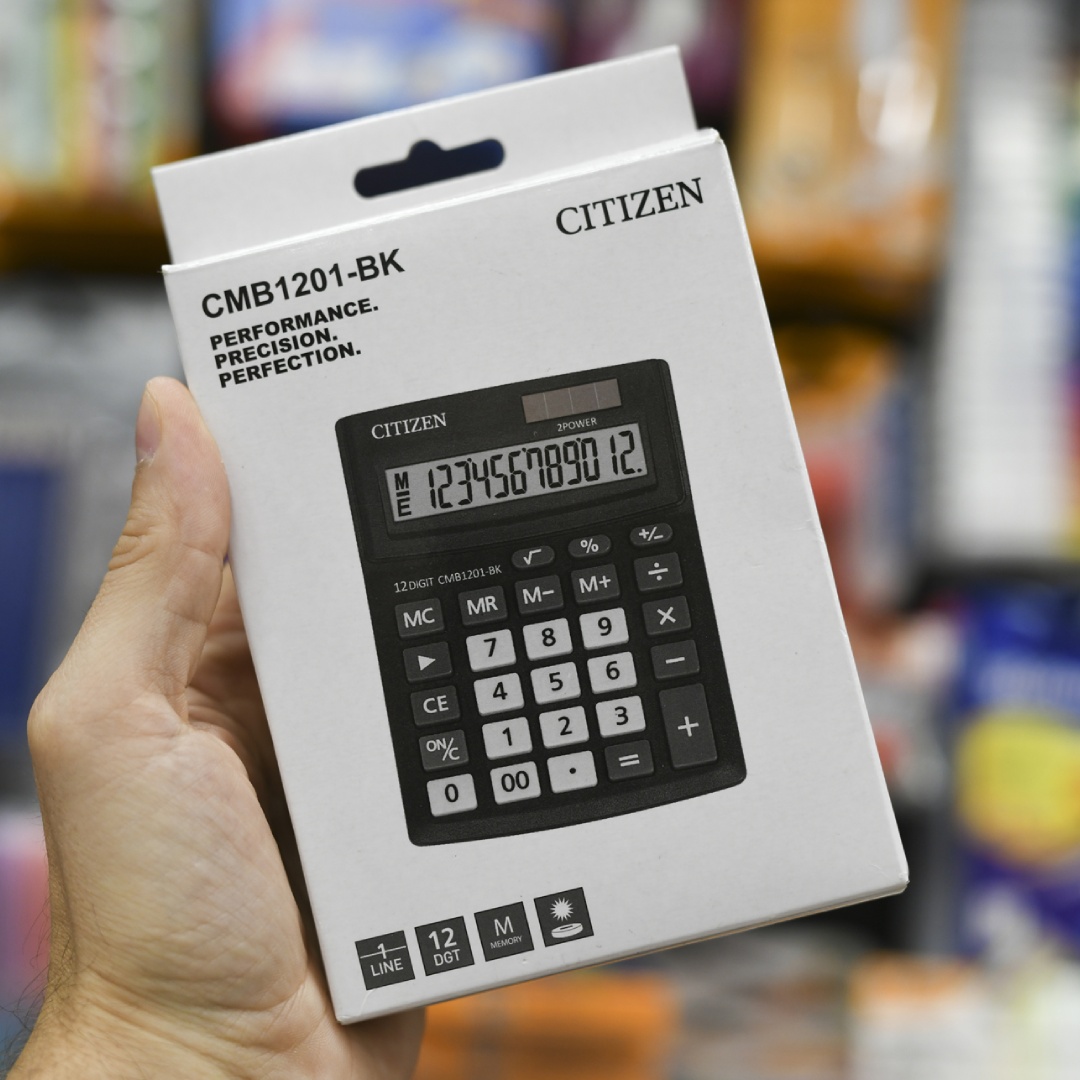 CITIZEN
CMB1201-BK
PERFORMANCE.
PRECISION.
PERFECTION.
CITIZEN
2POWER
M
E
123456789012.
12 DIGIT CMB1201-BK
√ % +/−
MC MR M− M+ ÷
▶ 7 8 9 ×
CE 4 5 6 −
ON/C 1 2 3 +
0 00 · =
1 LINE
12 DGT
M MEMORY